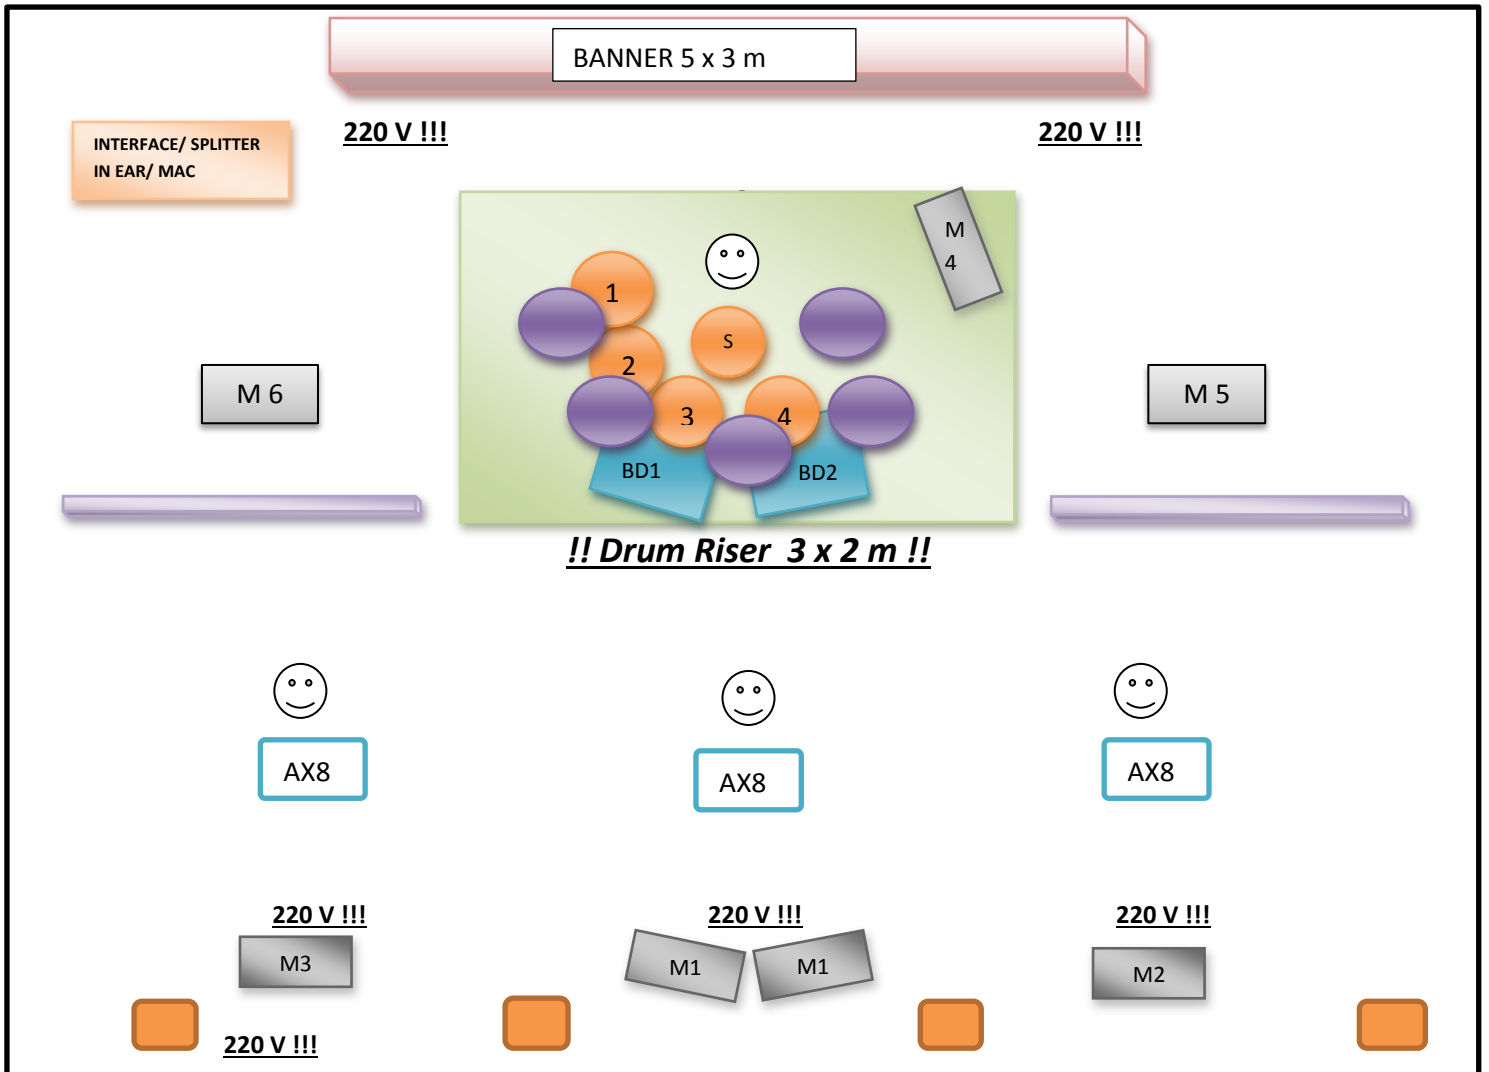 BANNER 5 x 3 m
220 V !!!
220 V !!!
INTERFACE/ SPLITTER
IN EAR/ MAC
M
4
1
S
2
M 6
M 5
3
4
BD1
BD2
!! Drum Riser  3 x 2 m !!
AX8
AX8
AX8
220 V !!!
220 V !!!
220 V !!!
M3
M1
M1
M2
220 V !!!